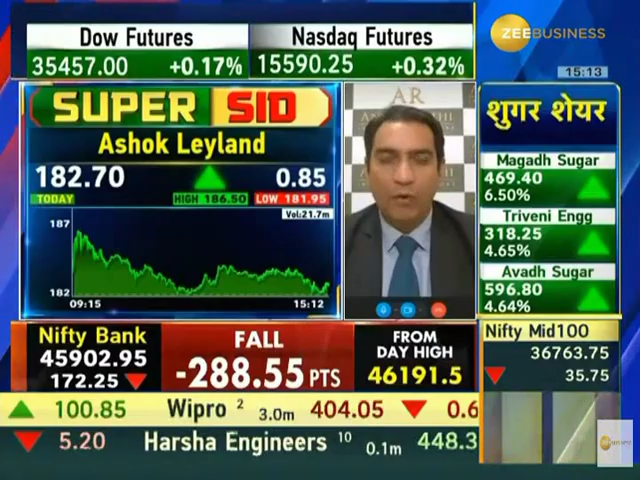 Dow Futures
35457.00 +0.17%
Nasdaq Futures
15590.25 +0.32%
ZEE BUSINESS
15:13
SUPER SID
Ashok Leyland
182.70 0.85
TODAY HIGH 186.50 LOW 181.95
Vol:21.7m
187
182
09:15 15:12
AR
शुगर शेयर
Magadh Sugar
469.40
6.50%
Triveni Engg
318.25
4.65%
Avadh Sugar
596.80
4.64%
Nifty Bank
45902.95
172.25
FALL
-288.55 PTS
FROM
DAY HIGH
46191.5
Nifty Mid100
36763.75
35.75
100.85 Wipro 2 3.0m 404.05 0.6
5.20 Harsha Engineers 10 0.1m 448.3